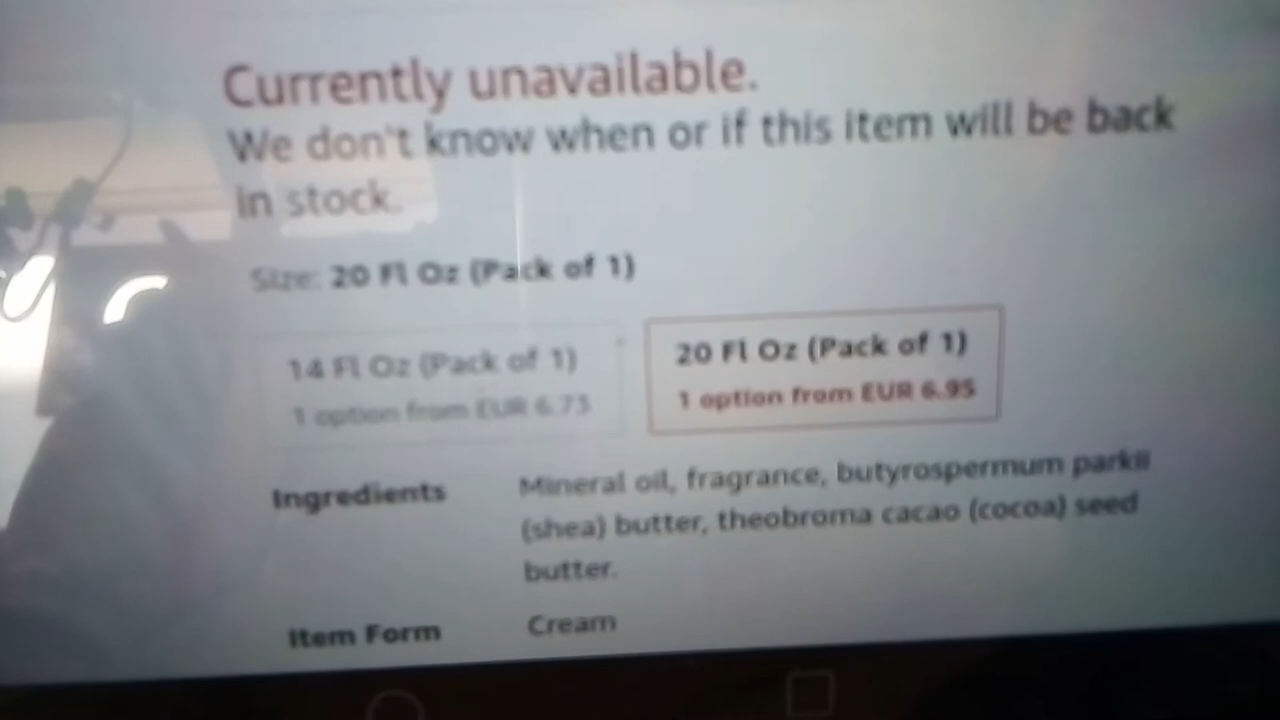 Currently unavailable.
We don't know when or if this item will be back
in stock.
Size: 20 Fl Oz (Pack of 1)
14 Fl Oz (Pack of 1)
1 option from EUR 6.73
20 Fl Oz (Pack of 1)
1 option from EUR 6.95
Ingredients
Mineral oil, fragrance, butyrospermum parkii
(shea) butter, theobroma cacao (cocoa) seed
butter.
Item Form
Cream